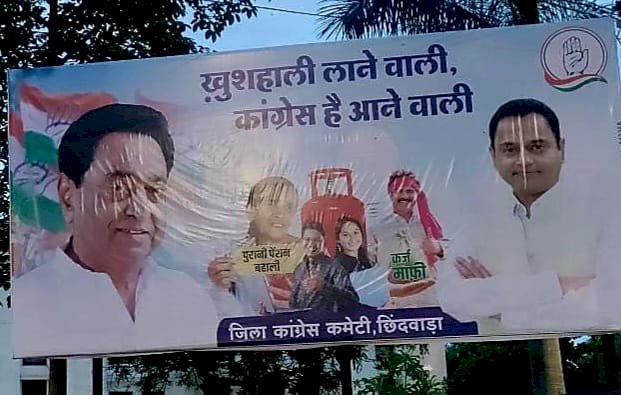 ख़ुशहाली लाने वाली,
कांग्रेस है आने वाली
पुरानी पेंशन
बहाली
कर्ज
माफी
जिला कांग्रेस कमेटी,छिंदवाड़ा